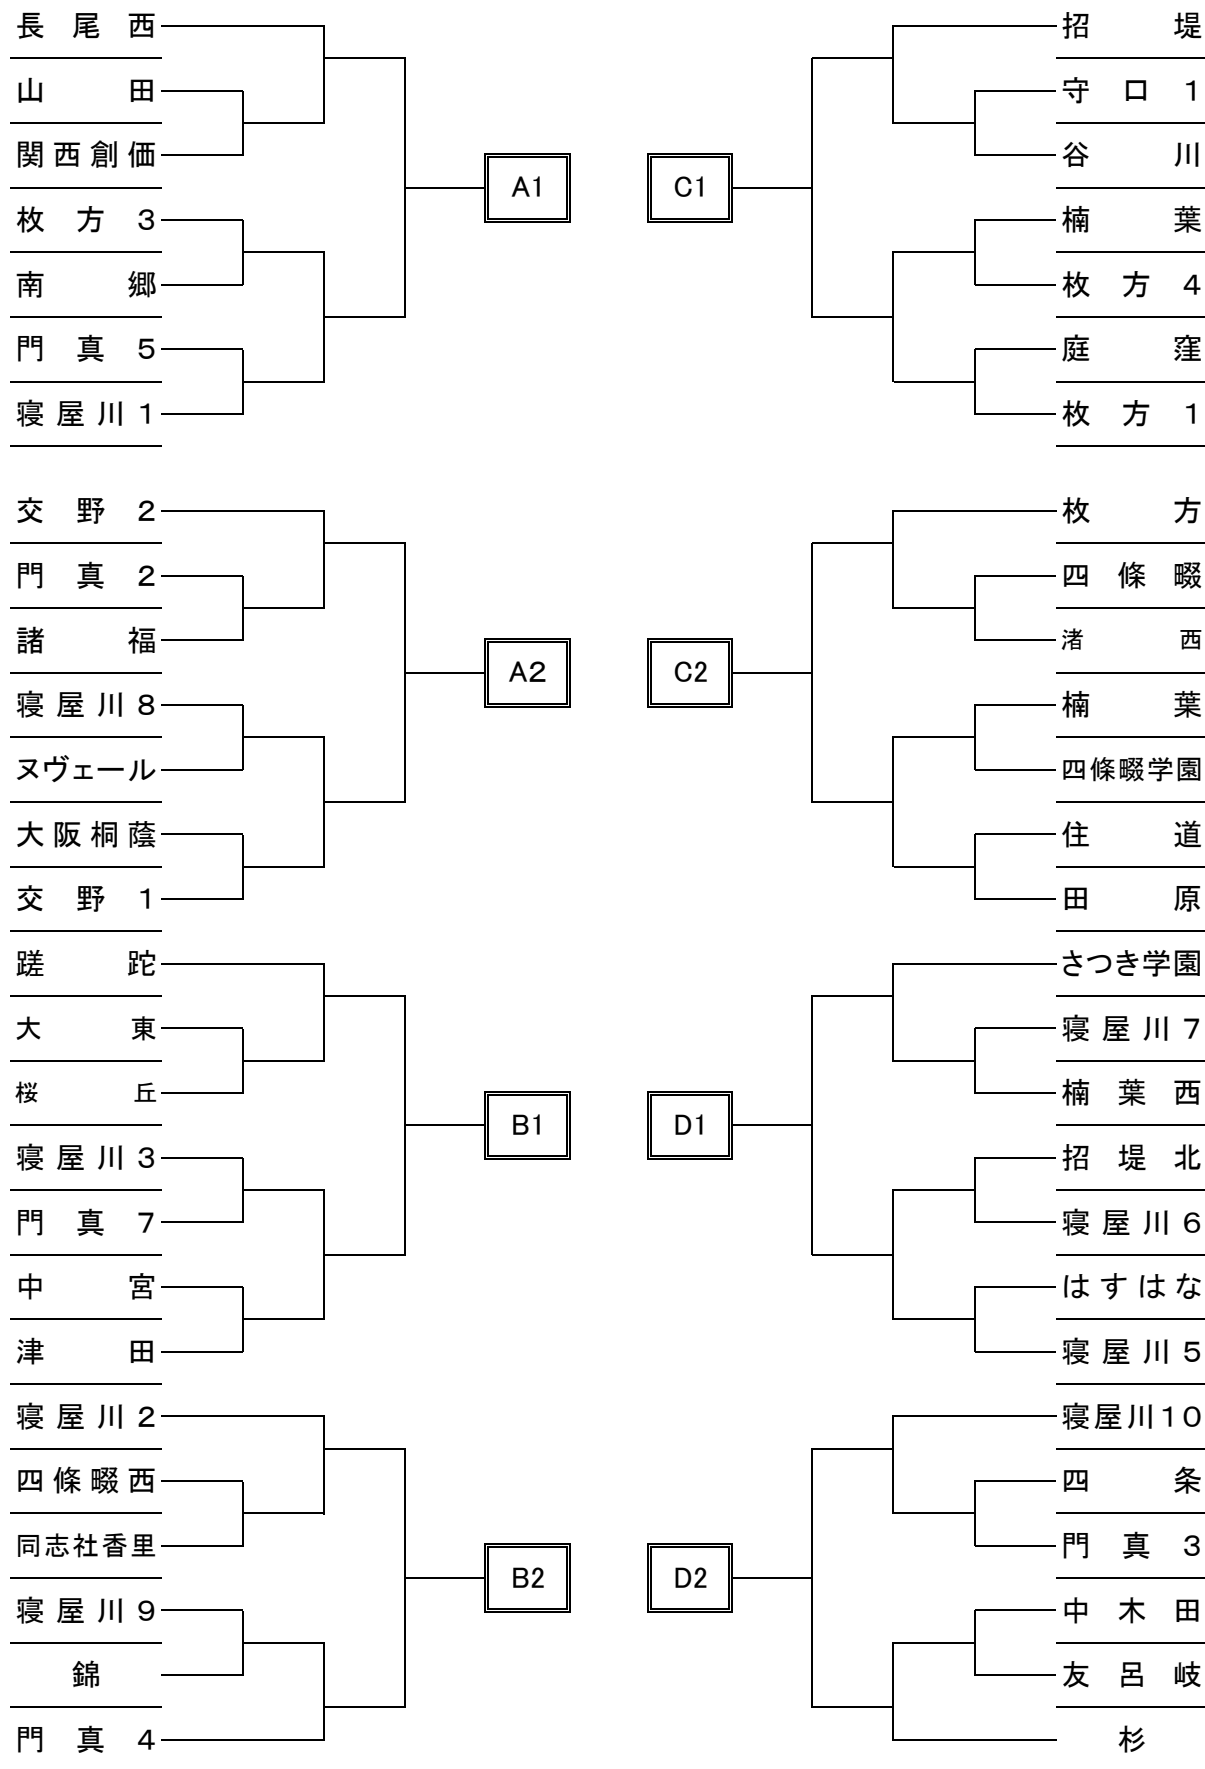 長尾西
山田
関西創価
枚方３
南郷
門真５
寝屋川１
A1
交野２
門真２
諸福
寝屋川８
ヌヴェール
大阪桐蔭
交野１
A2
蹉跎
大東
桜丘
寝屋川３
門真７
中宮
津田
B1
寝屋川２
四條畷西
同志社香里
寝屋川９
錦
門真４
B2
招堤
守口１
谷川
楠葉
枚方４
庭窪
枚方１
C1
枚方
四條畷
渚西
楠葉
四條畷学園
住道
田原
C2
さつき学園
寝屋川７
楠葉西
招堤北
寝屋川６
はすはな
寝屋川５
D1
寝屋川１０
四条
門真３
中木田
友呂岐
杉
D2